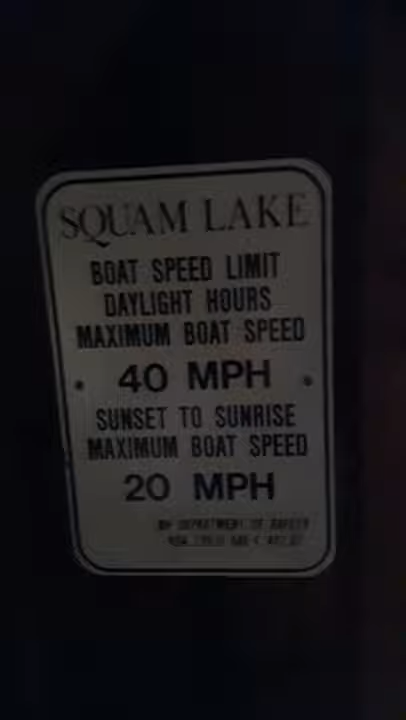 SQUAM LAKE
BOAT SPEED LIMIT
DAYLIGHT HOURS
MAXIMUM BOAT SPEED
40 MPH
SUNSET TO SUNRISE
MAXIMUM BOAT SPEED
20 MPH
NH DEPARTMENT OF SAFETY